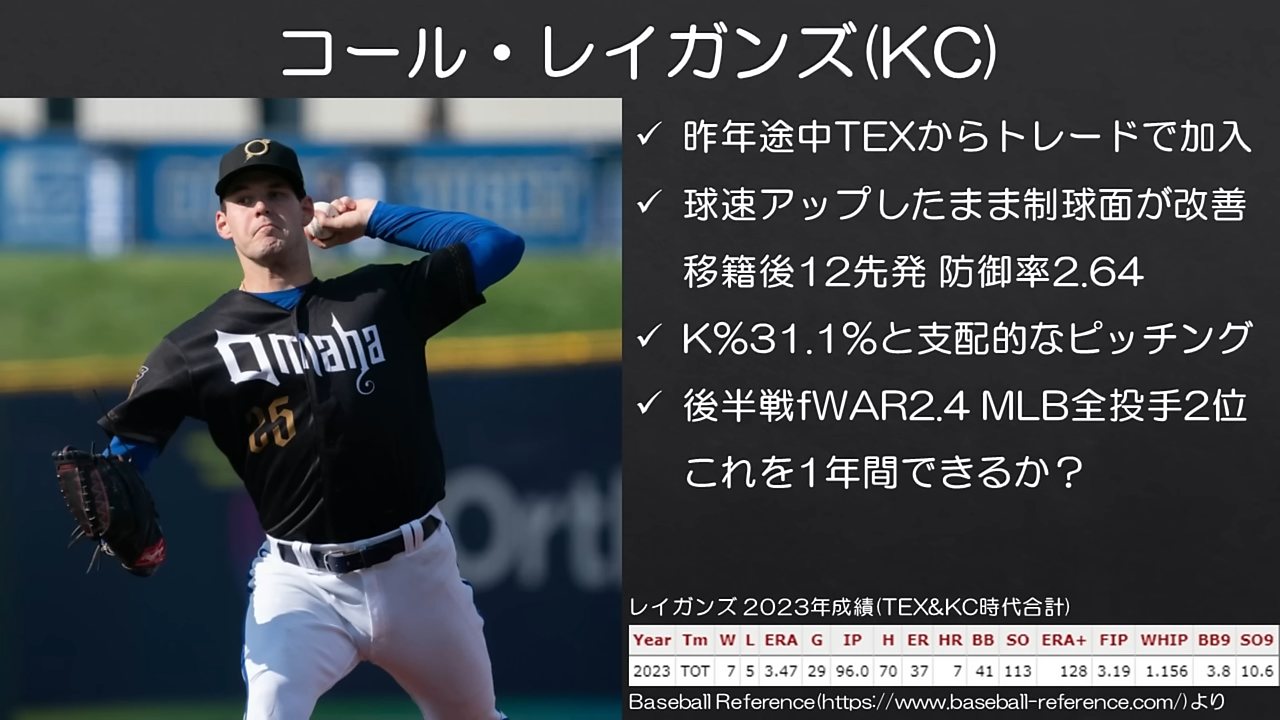 コール・レイガンズ(KC)
✓ 昨年途中TEXからトレードで加入
✓ 球速アップしたまま制球面が改善
移籍後12先発 防御率2.64
✓ K%31.1%と支配的なピッチング
✓ 後半戦fWAR2.4 MLB全投手2位
これを1年間できるか？
Omaha
26
Ort
レイガンズ 2023年成績(TEX&KC時代合計)
Year Tm W L ERA G IP H ER HR BB SO ERA+ FIP WHIP BB9 SO9
2023 TOT 7 5 3.47 29 96.0 70 37 7 41 113 128 3.19 1.156 3.8 10.6
Baseball Reference(https://www.baseball-reference.com/)より